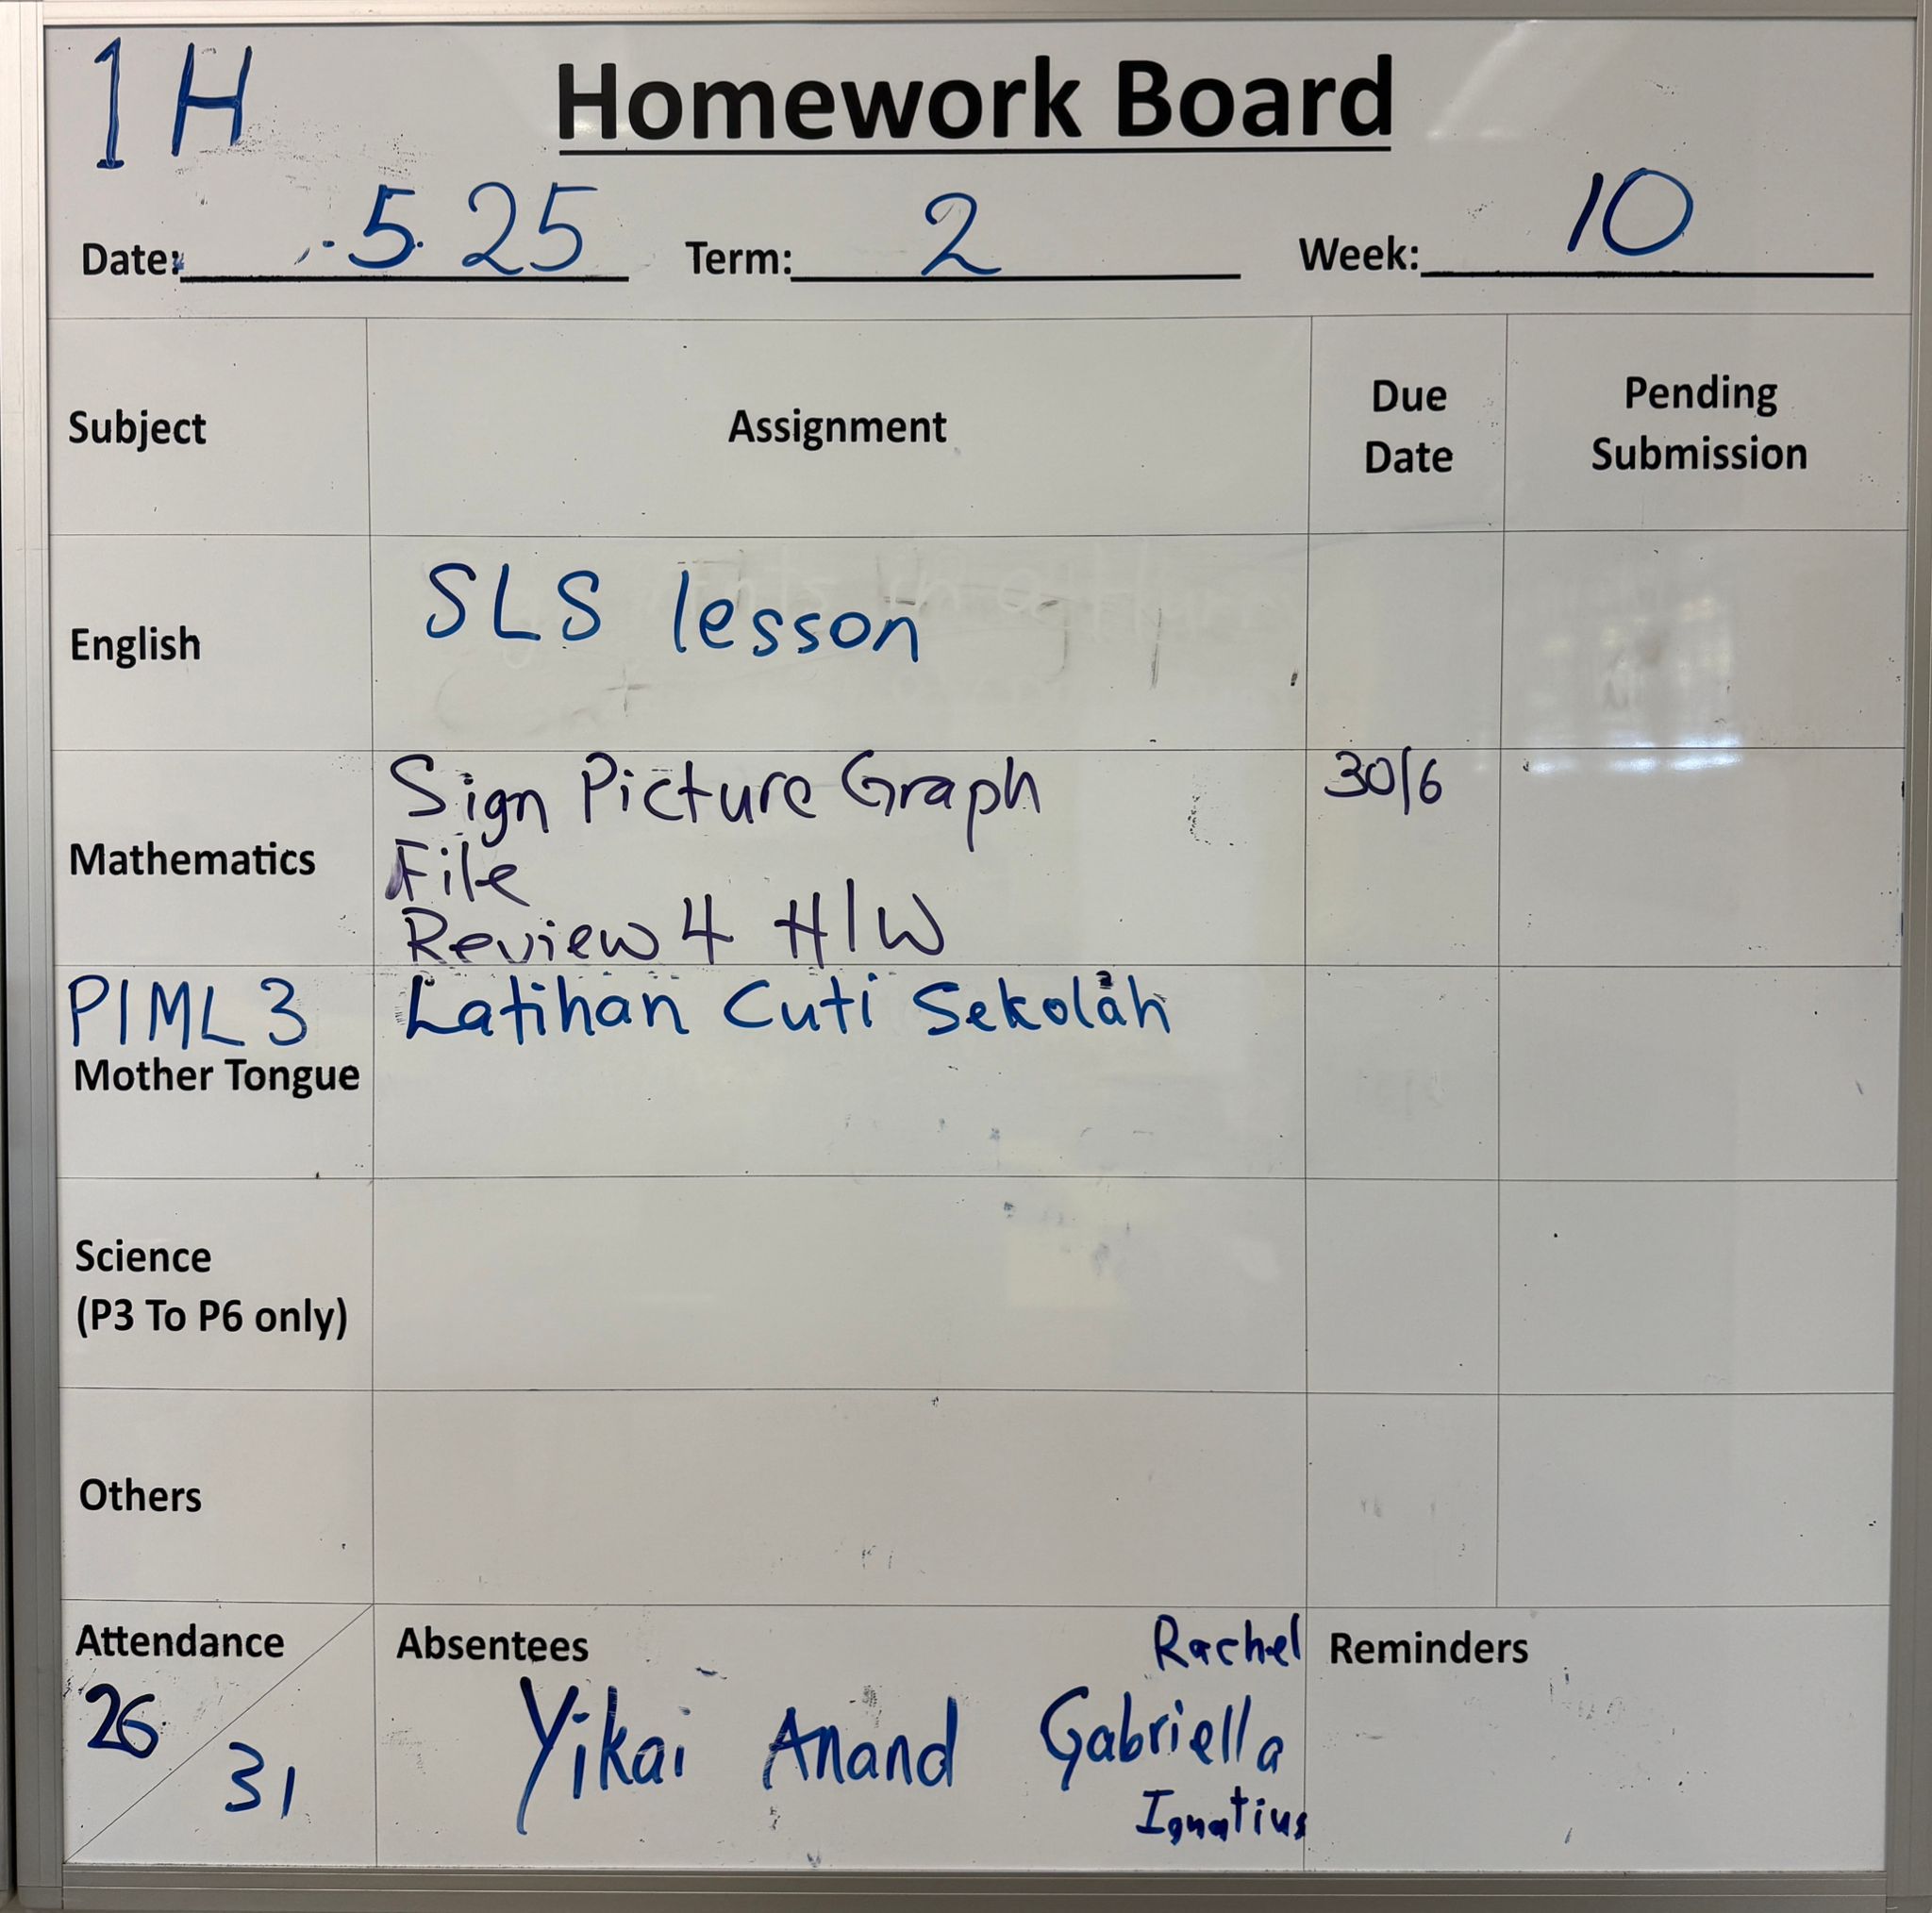 1H
Homework Board
Date: .5. 25 Term: 2 Week: 10
Subject Assignment Due Date Pending Submission
English SLS lesson
Mathematics Sign Picture Graph 30/6
File
Review 4 H/W
P1ML3 Latihan Cuti Sekolah
Mother Tongue
Science
(P3 To P6 only)
Others
Attendance 26 / 31
Absentees Rachel
Yikai Anand Gabriella
Ignatius
Reminders